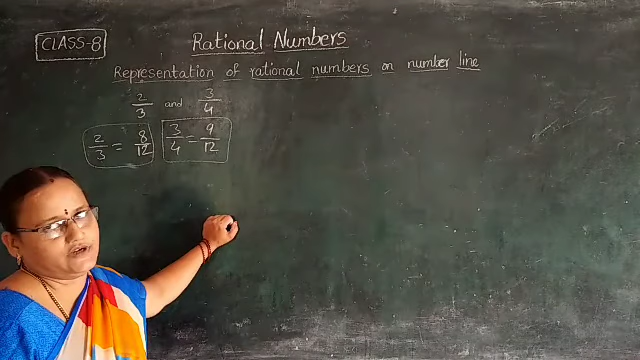 CLASS-8
Rational Numbers
Representation of rational numbers on number line
2/3 and 3/4
2/3 = 8/12 3/4 = 9/12